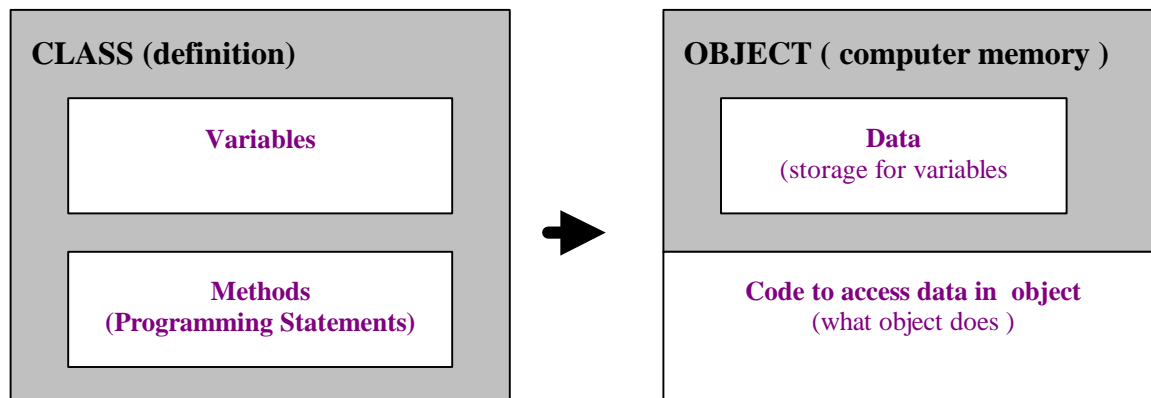 CLASS (definition)
Variables
Methods
(Programming Statements)
OBJECT ( computer memory )
Data
(storage for variables
Code to access data in  object
(what object does )